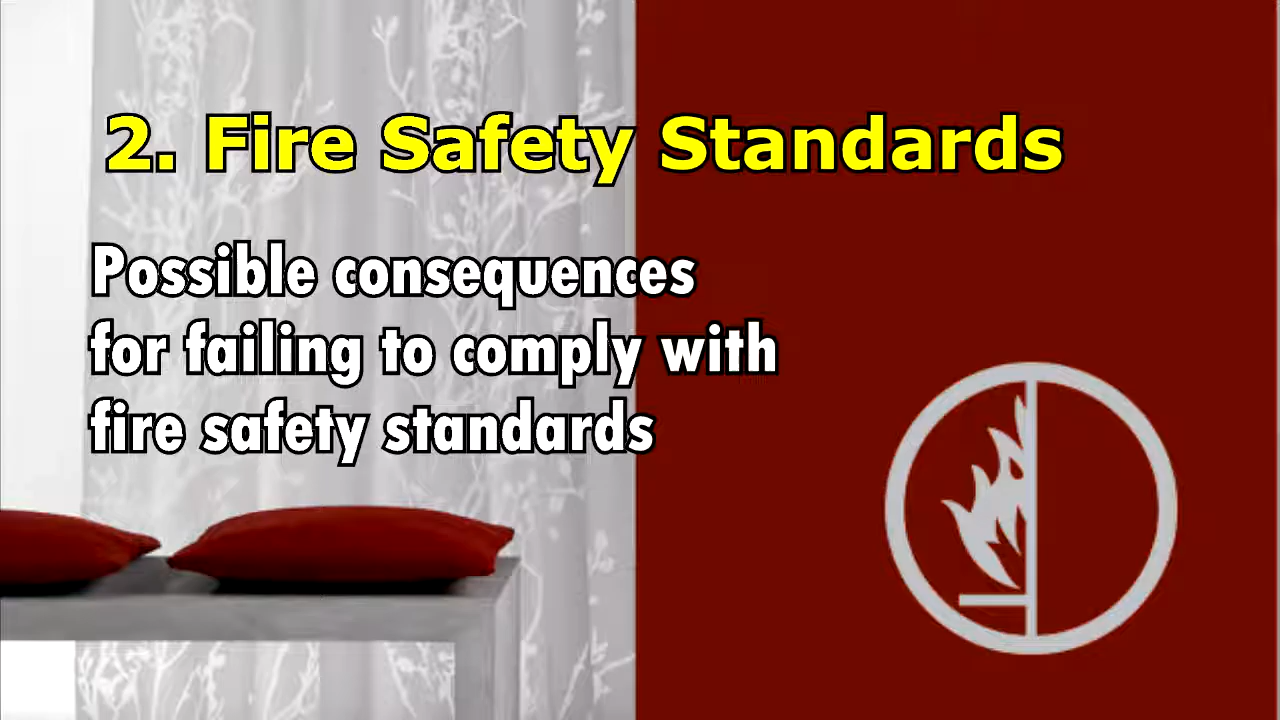 2. Fire Safety Standards
Possible consequences
for failing to comply with
fire safety standards